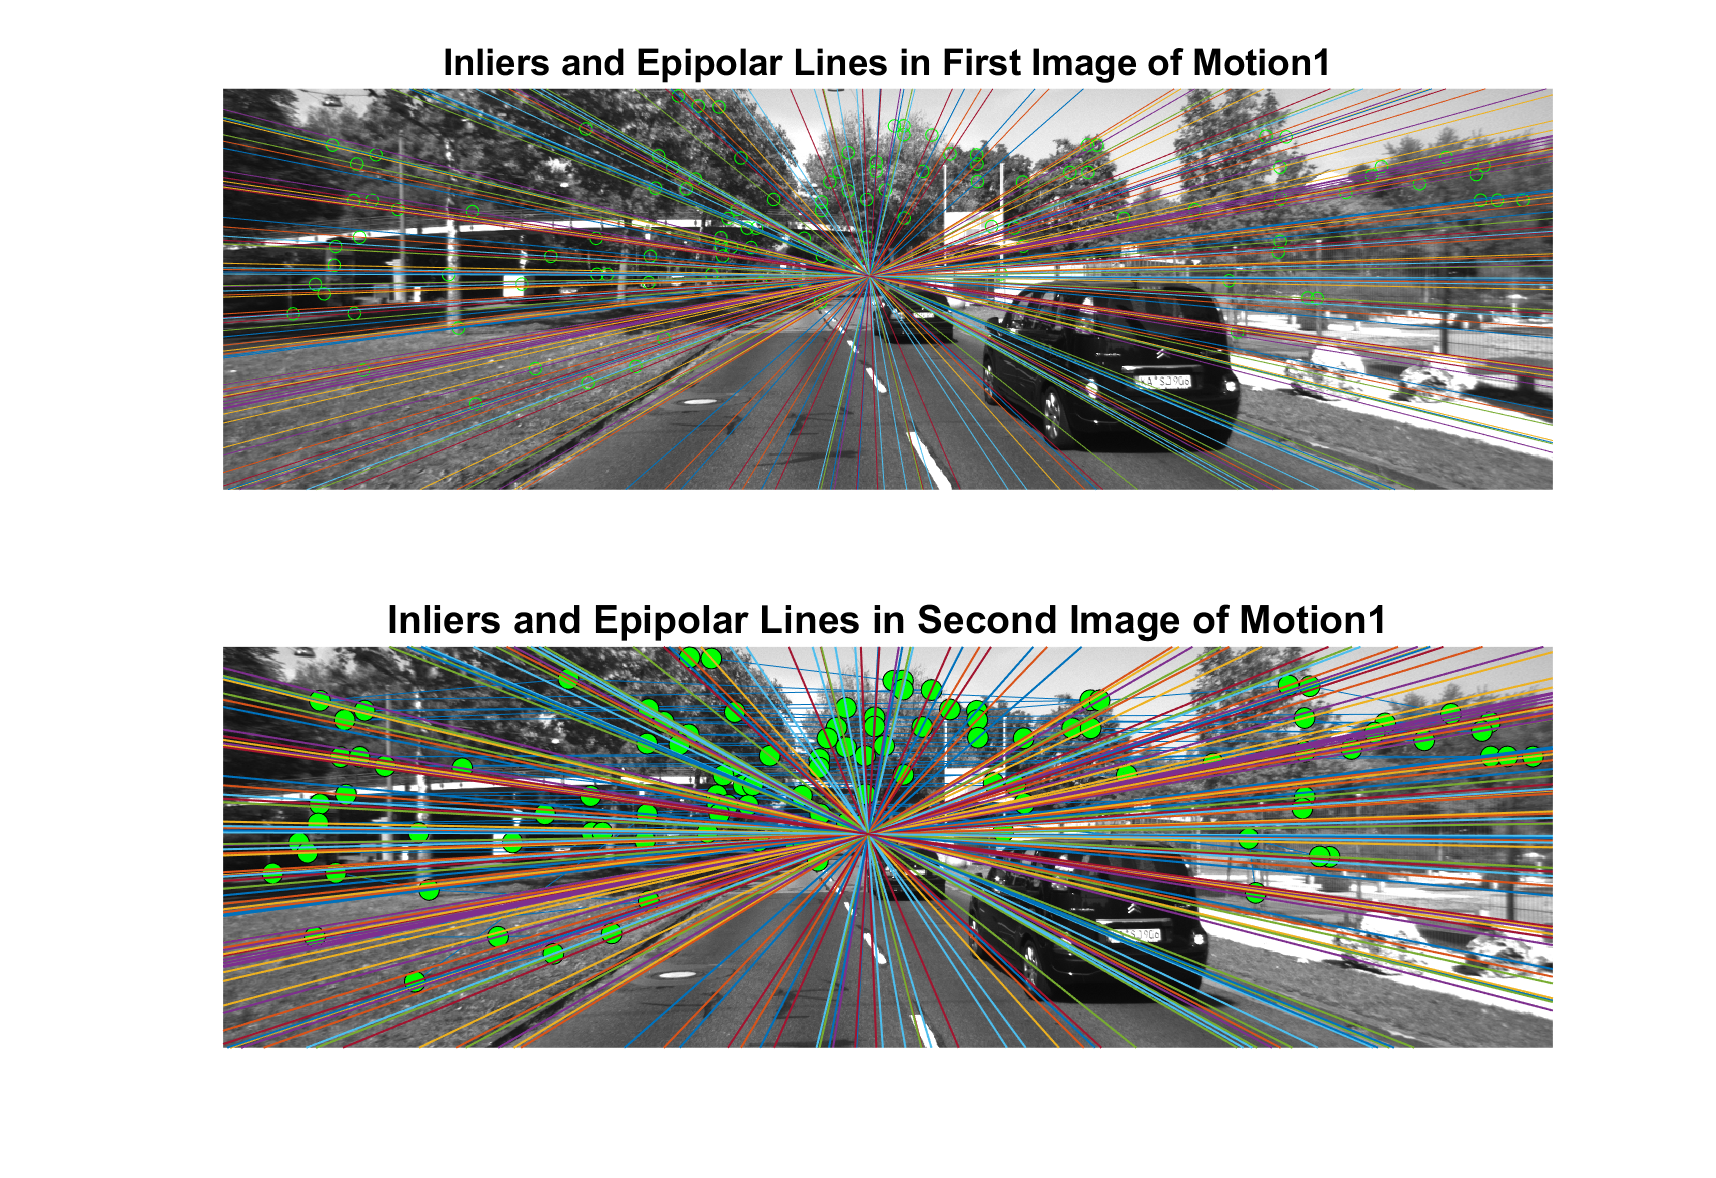 Inliers and Epipolar Lines in First Image of Motion1
Inliers and Epipolar Lines in Second Image of Motion1